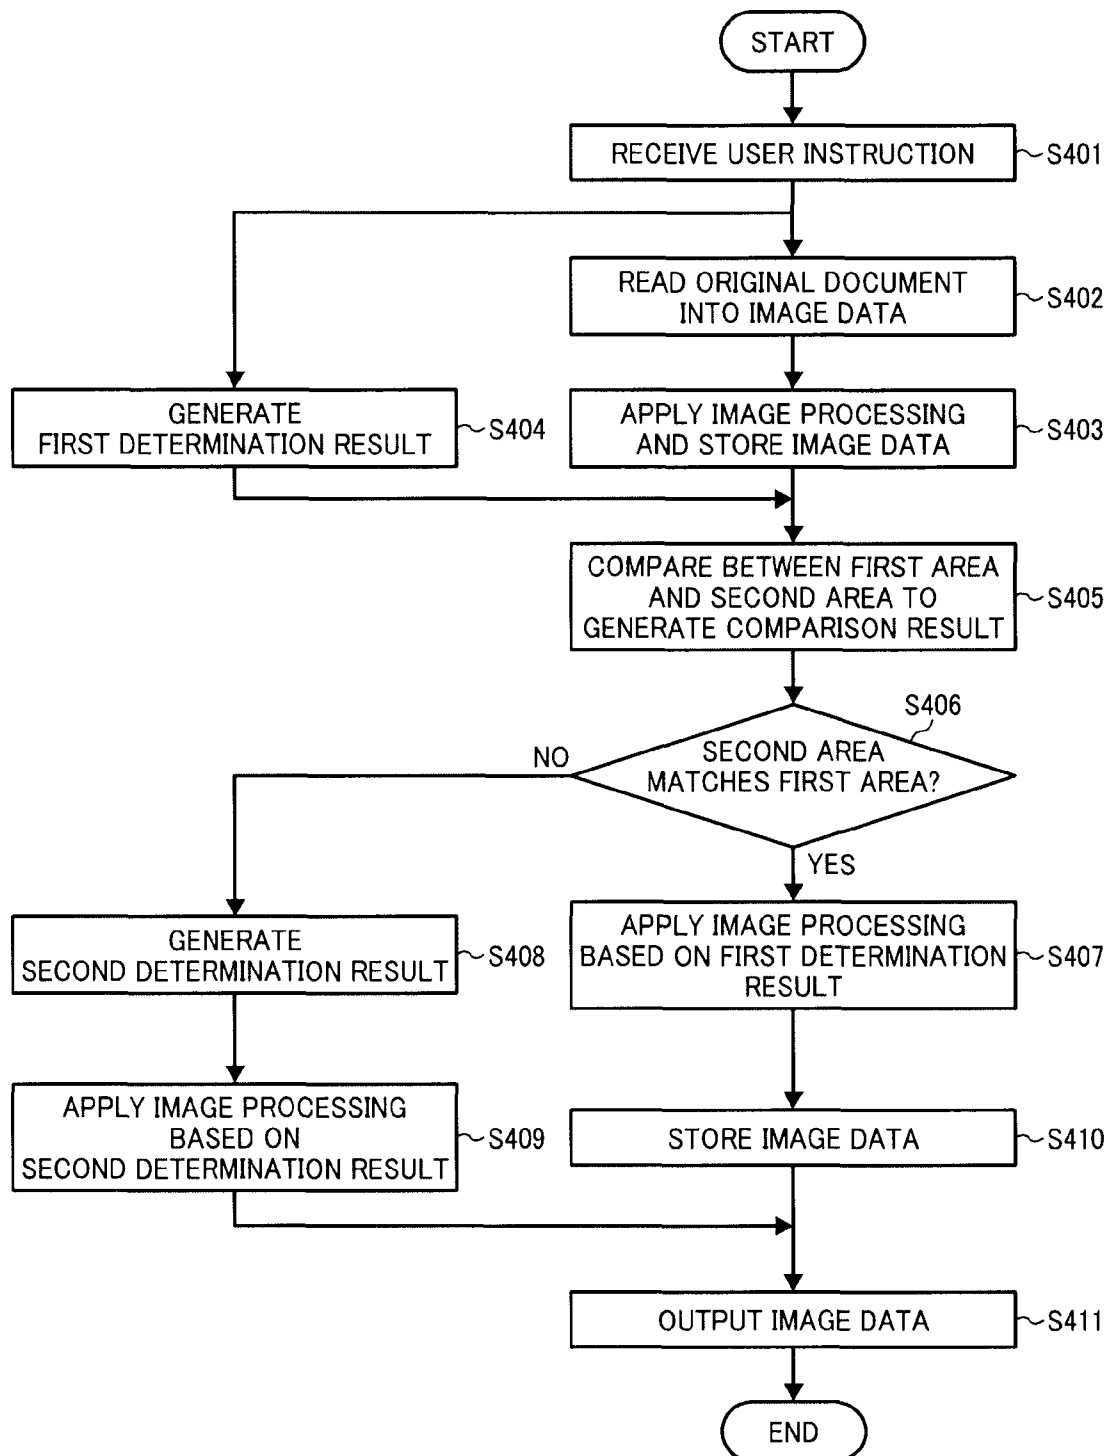 START
RECEIVE USER INSTRUCTION
S401
READ ORIGINAL DOCUMENT
INTO IMAGE DATA
S402
GENERATE
FIRST DETERMINATION RESULT
S404
APPLY IMAGE PROCESSING
AND STORE IMAGE DATA
S403
COMPARE BETWEEN FIRST AREA
AND SECOND AREA TO
GENERATE COMPARISON RESULT
S405
S406
SECOND AREA
MATCHES FIRST AREA?
NO
YES
GENERATE
SECOND DETERMINATION RESULT
S408
APPLY IMAGE PROCESSING
BASED ON FIRST DETERMINATION
RESULT
S407
APPLY IMAGE PROCESSING
BASED ON
SECOND DETERMINATION RESULT
S409
STORE IMAGE DATA
S410
OUTPUT IMAGE DATA
S411
END